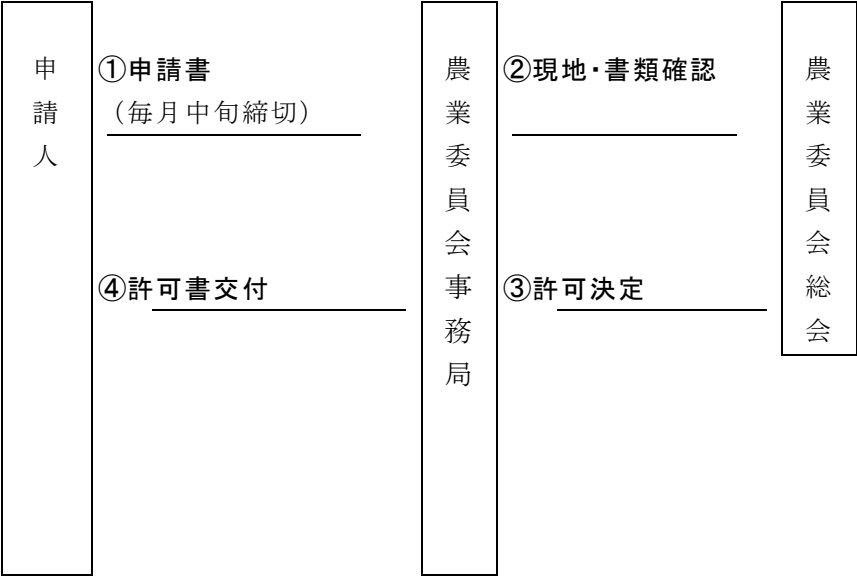 申請人
①申請書
（毎月中旬締切）
④許可書交付
農業委員会事務局
②現地・書類確認
③許可決定
農業委員会総会